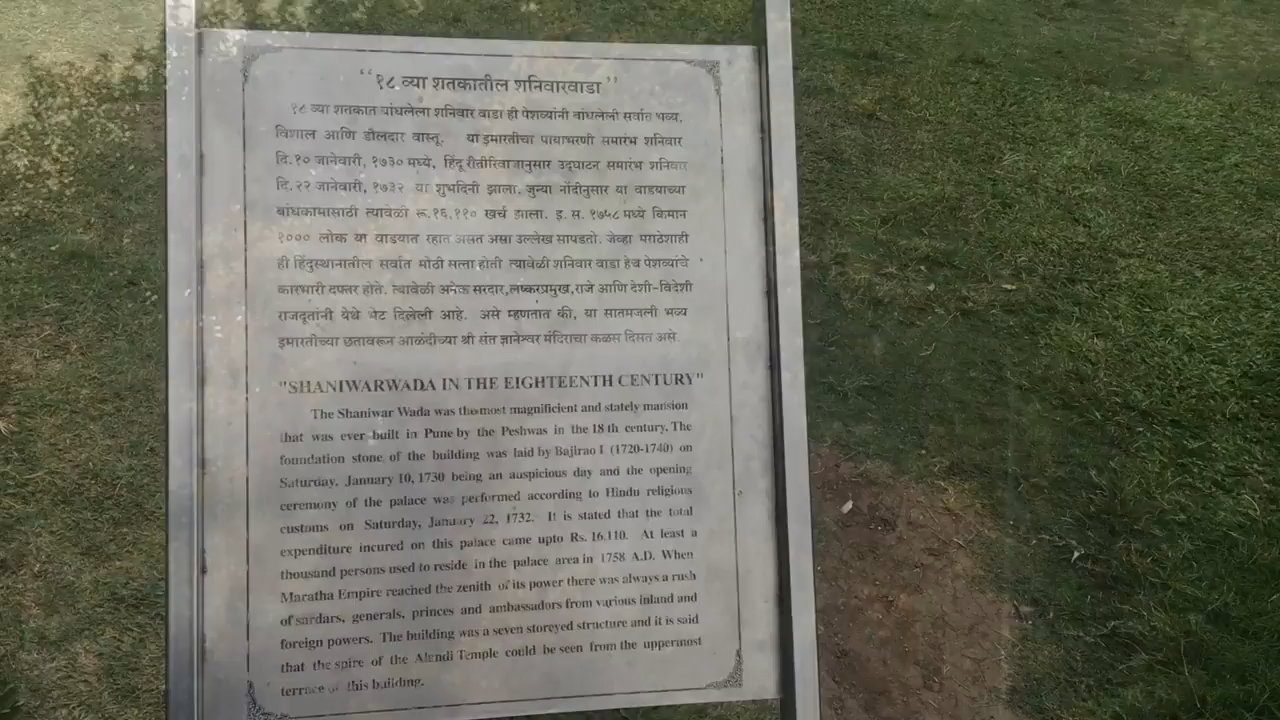 “१८ व्या शतकातील शनिवारवाडा”
१८ व्या शतकात बांधलेला शनिवार वाडा ही पेशव्यांनी बांधलेली सर्वात भव्य,
विशाल आणि डौलदार वास्तू. या इमारतीचा पायाभरणी समारंभ शनिवार
दि.१० जानेवारी, १७३० मध्ये, हिंदू रीतीरिवाजानुसार उद्घाटन समारंभ शनिवार
दि.२२ जानेवारी, १७३२ या शुभदिनी झाला. जुन्या नोंदीनुसार या वाडयाच्या
बांधकामासाठी त्यावेळी रू.१६,११० खर्च झाला. इ. स. १७५८ मध्ये किमान
१००० लोक या वाडयात रहात असत असा उल्लेख सापडतो. जेव्हा मराठेशाही
ही हिंदुस्थानातील सर्वात मोठी सत्ता होती त्यावेळी शनिवार वाडा हेच पेशव्यांचे
कारभारी दफ्तर होते. त्यावेळी अनेक सरदार,लष्करप्रमुख,राजे आणि देशी-विदेशी
राजदूतांनी येथे भेट दिलेली आहे. असे म्हणतात की, या सातमजली भव्य
इमारतीच्या छतावरून आळंदीच्या श्री संत ज्ञानेश्वर मंदिराचा कळस दिसत असे.
"SHANIWARWADA IN THE EIGHTEENTH CENTURY"
The Shaniwar Wada was the most magnificient and stately mansion
that was ever built in Pune by the Peshwas in the 18 th century. The
foundation stone of the building was laid by Bajirao I (1720-1740) on
Saturday, January 10, 1730 being an auspicious day and the opening
ceremony of the palace was performed according to Hindu religious
customs on Saturday, January 22, 1732. It is stated that the total
expenditure incured on this palace came upto Rs. 16,110. At least a
thousand persons used to reside in the palace area in 1758 A.D. When
Maratha Empire reached the zenith of its power there was always a rush
of sardars, generals, princes and ambassadors from various inland and
foreign powers. The building was a seven storeyed structure and it is said
that the spire of the Alandi Temple could be seen from the uppermost
terrace of this building.